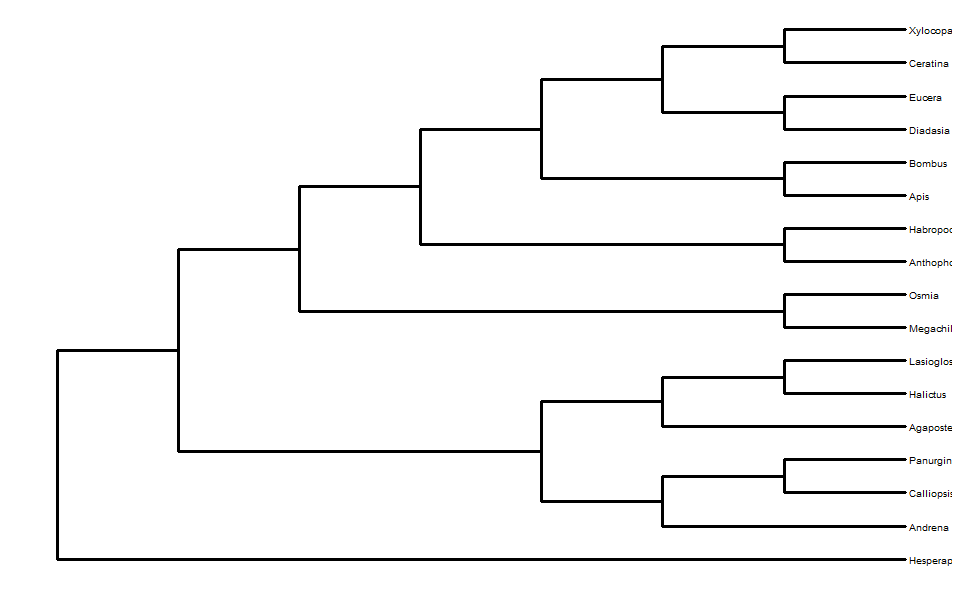 Xylocopa
Ceratina
Eucera
Diadasia
Bombus
Apis
Habropoc
Anthopho
Osmia
Megachil
Lasioglos
Halictus
Agaposte
Panurgin
Calliopsis
Andrena
Hesperap